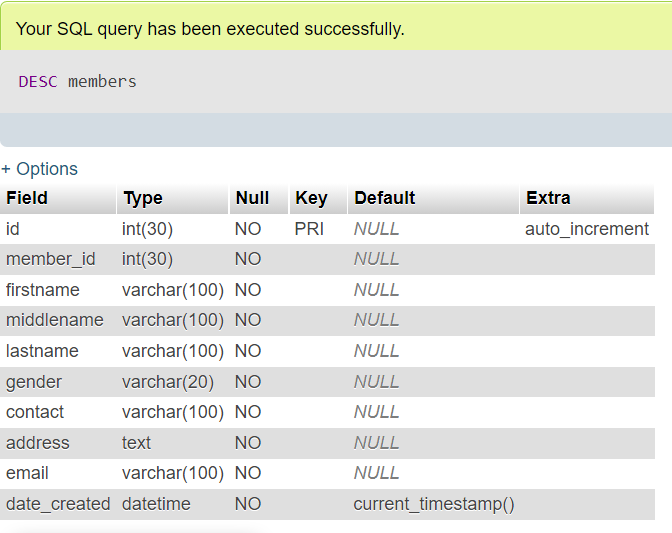 Your SQL query has been executed successfully.
DESC members
+ Options
Field Type Null Key Default Extra
id int(30) NO PRI NULL auto_increment
member_id int(30) NO NULL
firstname varchar(100) NO NULL
middlename varchar(100) NO NULL
lastname varchar(100) NO NULL
gender varchar(20) NO NULL
contact varchar(100) NO NULL
address text NO NULL
email varchar(100) NO NULL
date_created datetime NO current_timestamp()